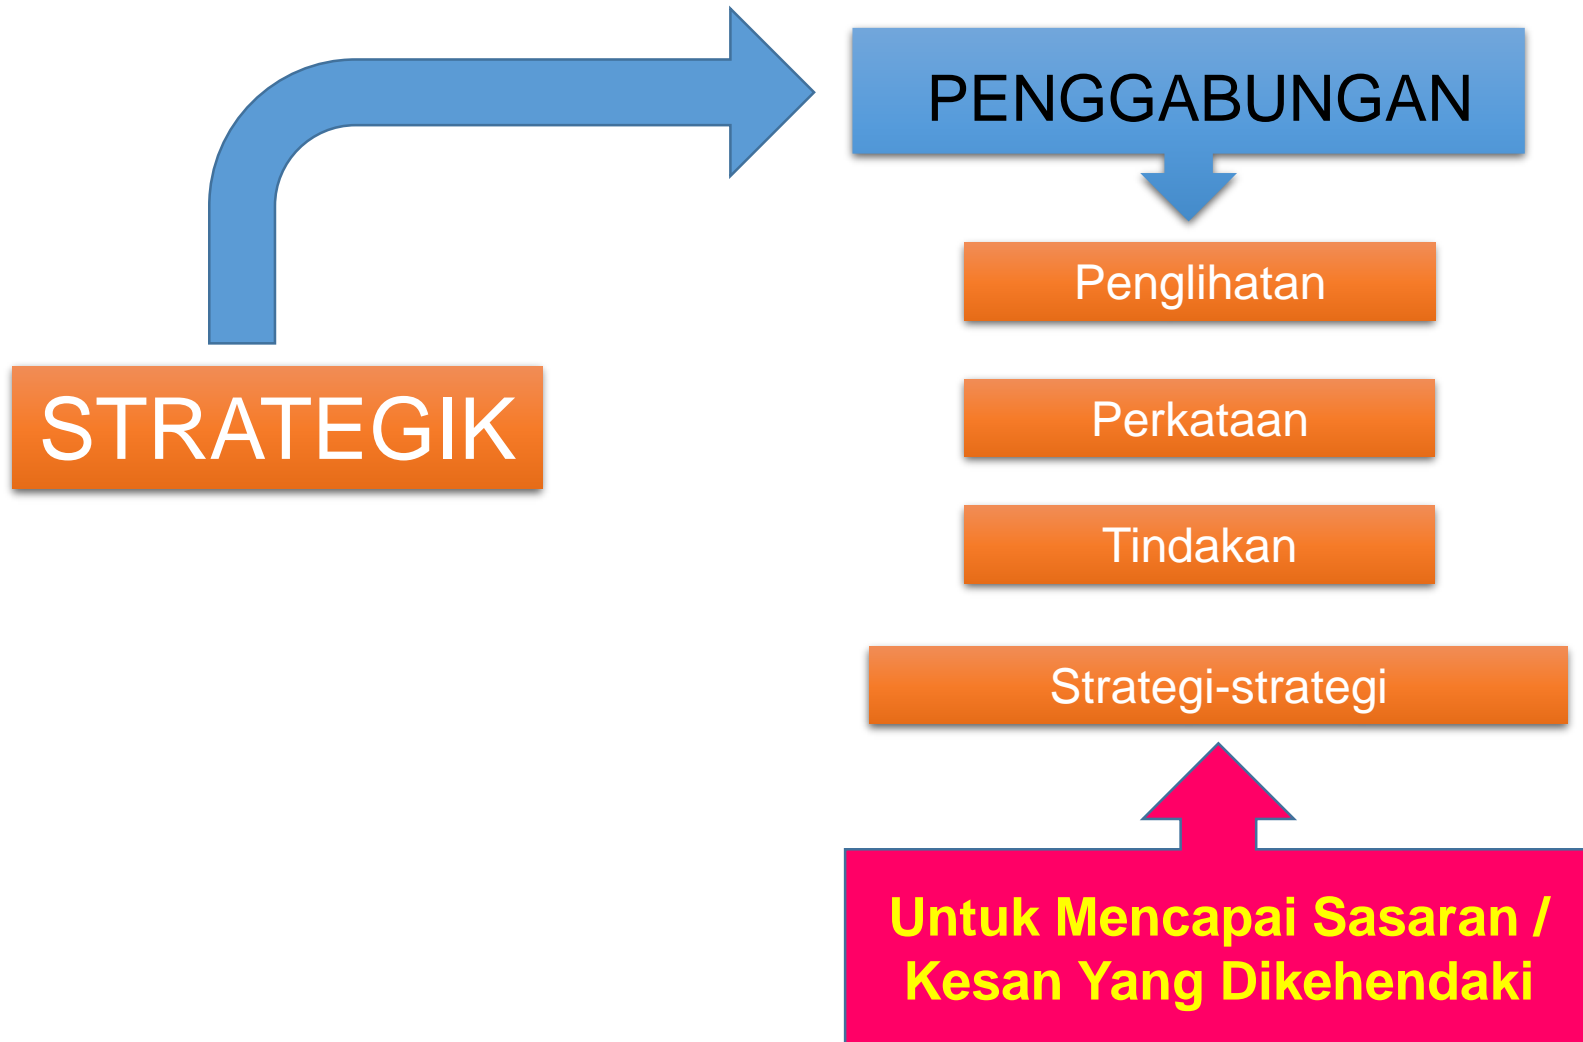 STRATEGIK
PENGGABUNGAN
Penglihatan
Perkataan
Tindakan
Strategi-strategi
Untuk Mencapai Sasaran /
Kesan Yang Dikehendaki